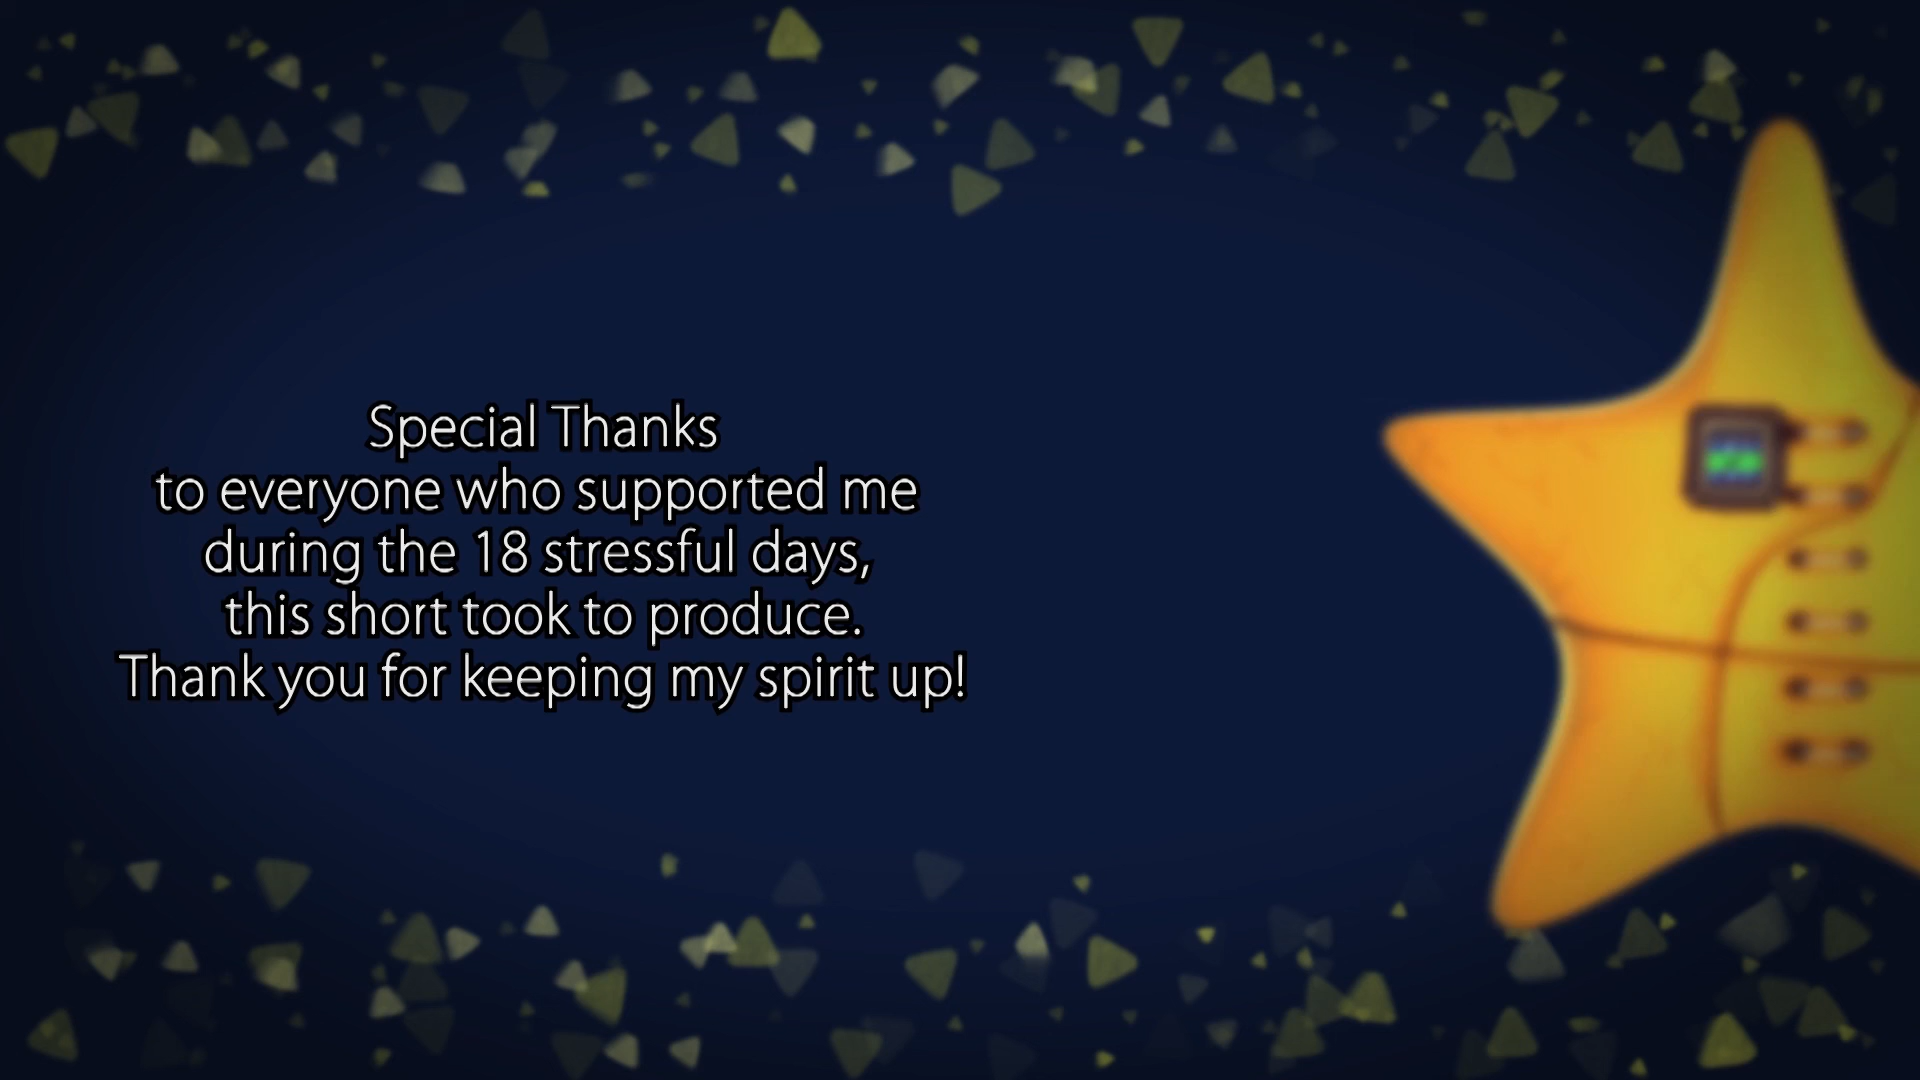 Special Thanks
to everyone who supported me
during the 18 stressful days,
this short took to produce.
Thank you for keeping my spirit up!